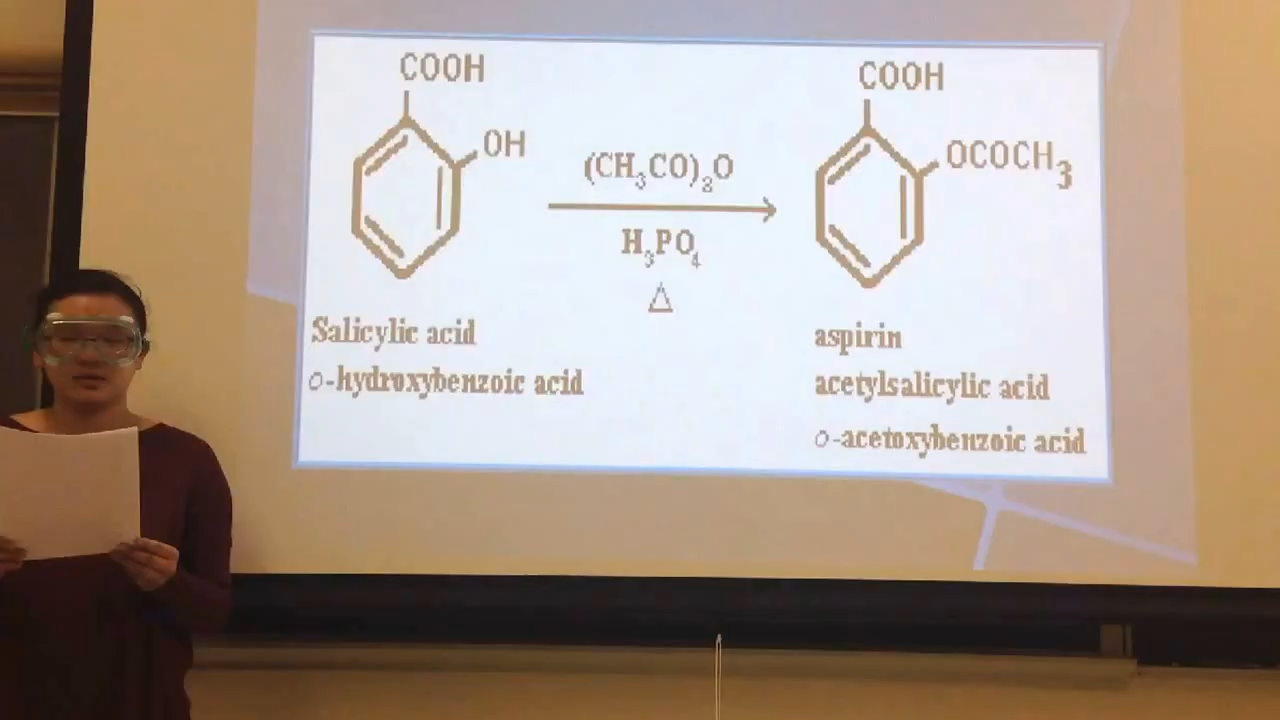 COOH
OH
(CH₃CO)₂O
H₃PO₄
Δ
Salicylic acid
o-hydroxybenzoic acid
COOH
OCOCH₃
aspirin
acetylsalicylic acid
o-acetoxybenzoic acid